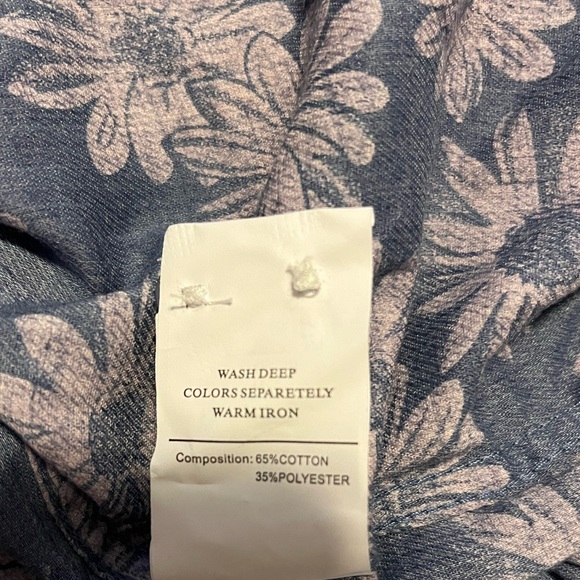 WASH DEEP
COLORS SEPARETELY
WARM IRON
Composition: 65%COTTON
35%POLYESTER